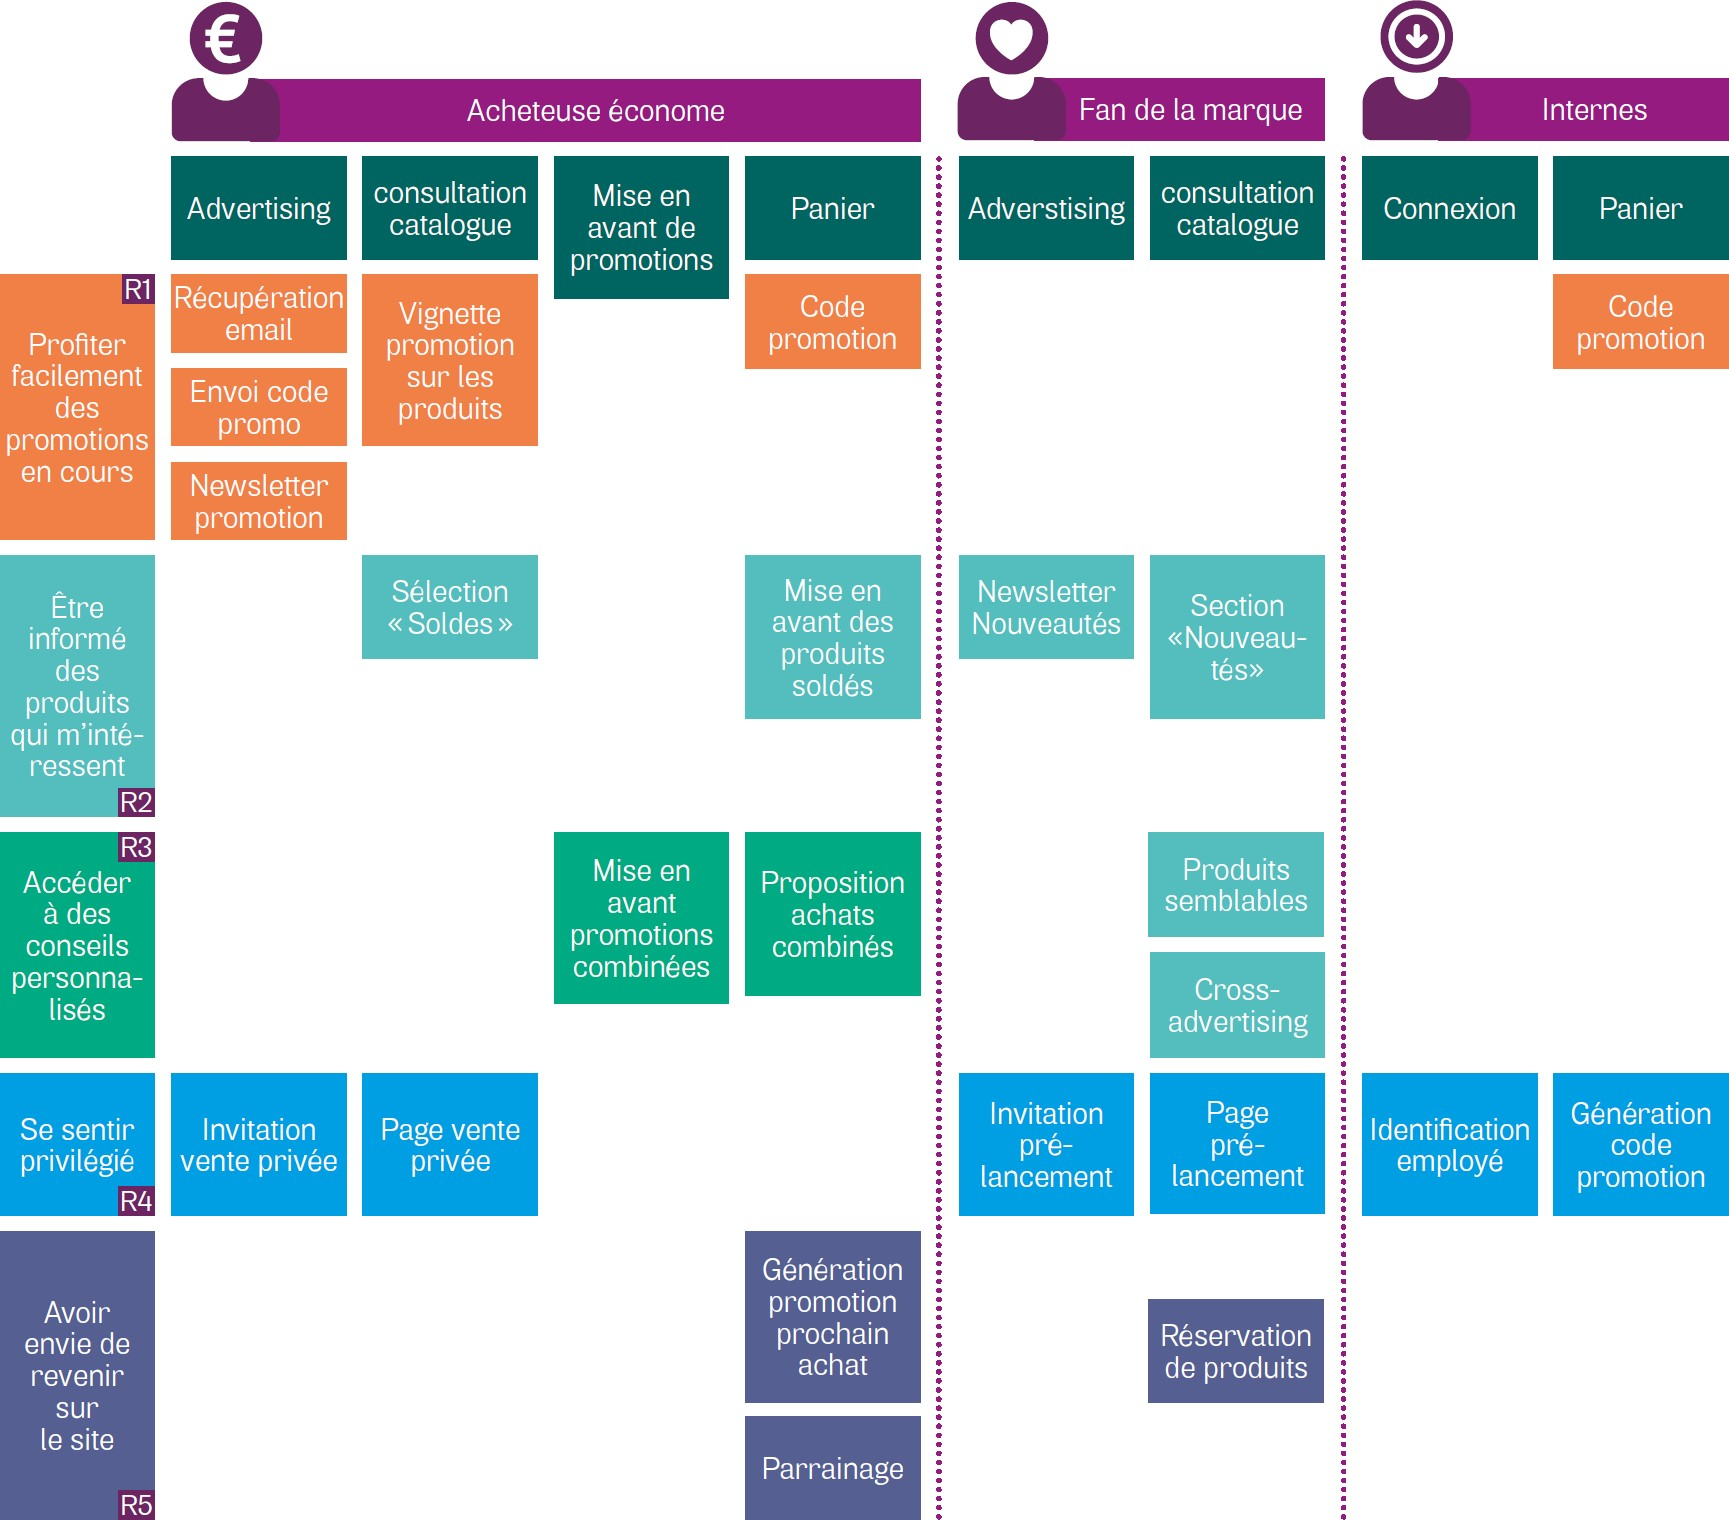 €
Acheteuse économe
Fan de la marque
Internes
Advertising
consultation
catalogue
Mise en
avant de
promotions
Panier
Adverstising
consultation
catalogue
Connexion
Panier
R1
Profiter
facilement
des
promotions
en cours
Récupération
email
Envoi code
promo
Newsletter
promotion
Vignette
promotion
sur les
produits
Code
promotion
Code
promotion
Être
informé
des
produits
qui m’inté-
ressent
R2
Sélection
« Soldes »
Mise en
avant des
produits
soldés
Newsletter
Nouveautés
Section
«Nouveau-
tés»
R3
Accéder
à des
conseils
personna-
lisés
Mise en
avant
promotions
combinées
Proposition
achats
combinés
Produits
semblables
Cross-
advertising
Se sentir
privilégié
R4
Invitation
vente privée
Page vente
privée
Invitation
pré-
lancement
Page
pré-
lancement
Identification
employé
Génération
code
promotion
Avoir
envie de
revenir
sur
le site
R5
Génération
promotion
prochain
achat
Parrainage
Réservation
de produits